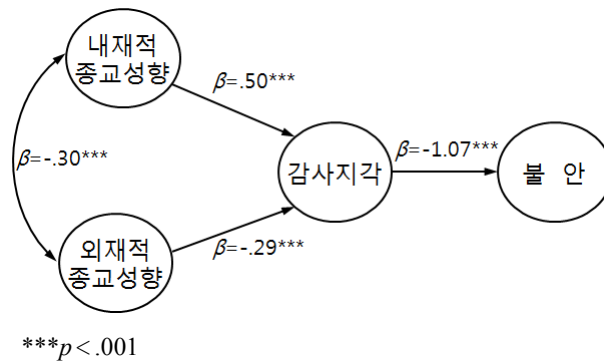 내재적
종교성향
β=.50***
β=-.30***
감사지각
β=-1.07***
불 안
외재적
종교성향
β=-.29***
***p<.001